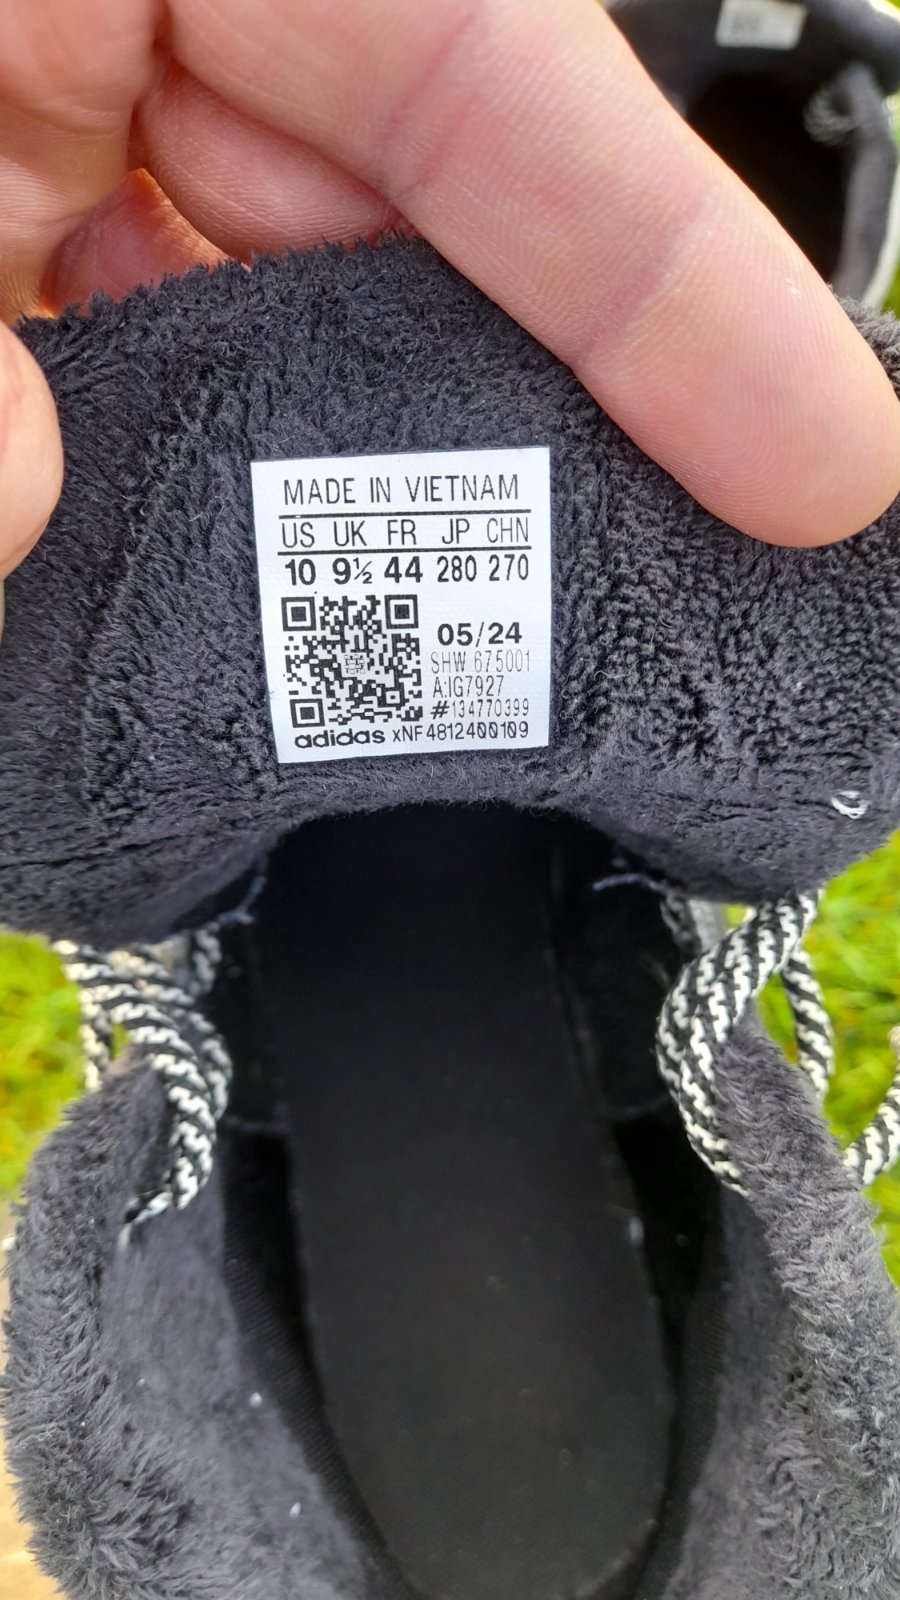 MADE IN VIETNAM
US UK FR JP CHN
10 9½ 44 280 270
05/24
SHW 675001
A:IG7927
#134770399
adidas xNF4812400109